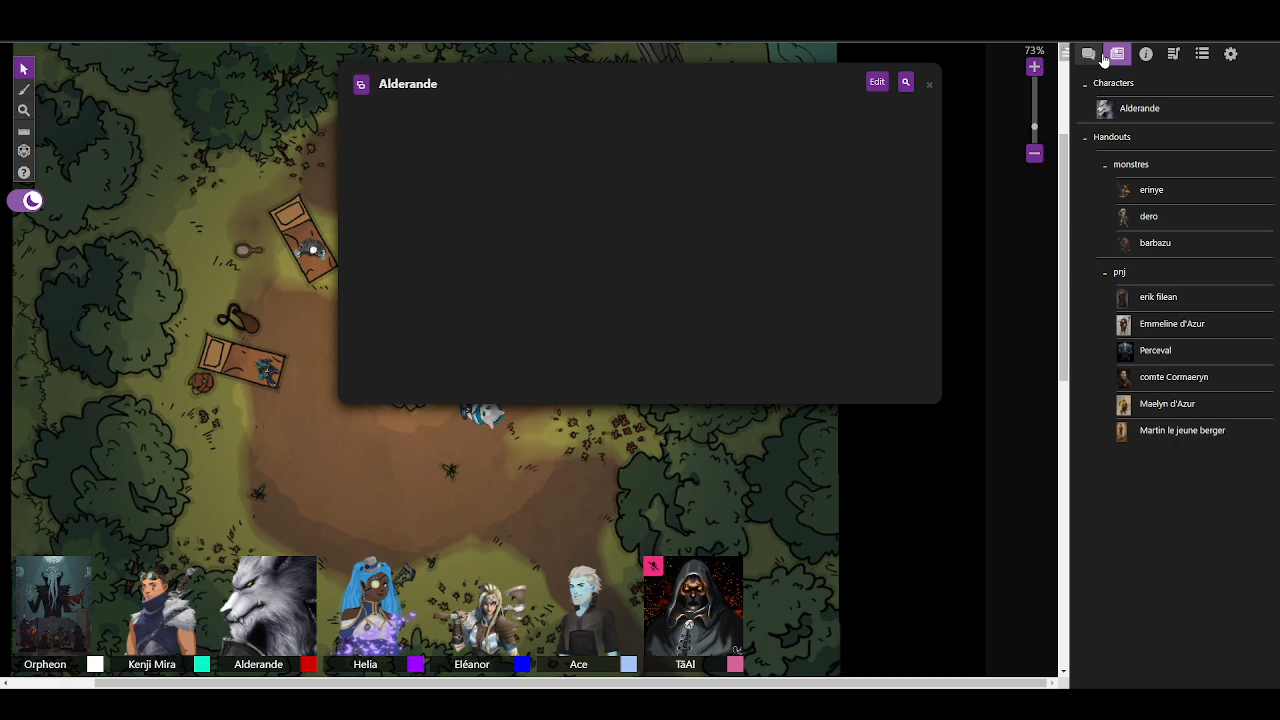 73%
Alderande
Edit
Characters
Alderande
Handouts
monstres
erinye
dero
barbazu
prj
erik filean
Emmeline d'Azur
Perceval
comte Cormaeryn
Maelyn d'Azur
Martin le jeune berger
Orpheon
Kenji Mira
Alderande
Helia
Eléanor
Ace
TäAl